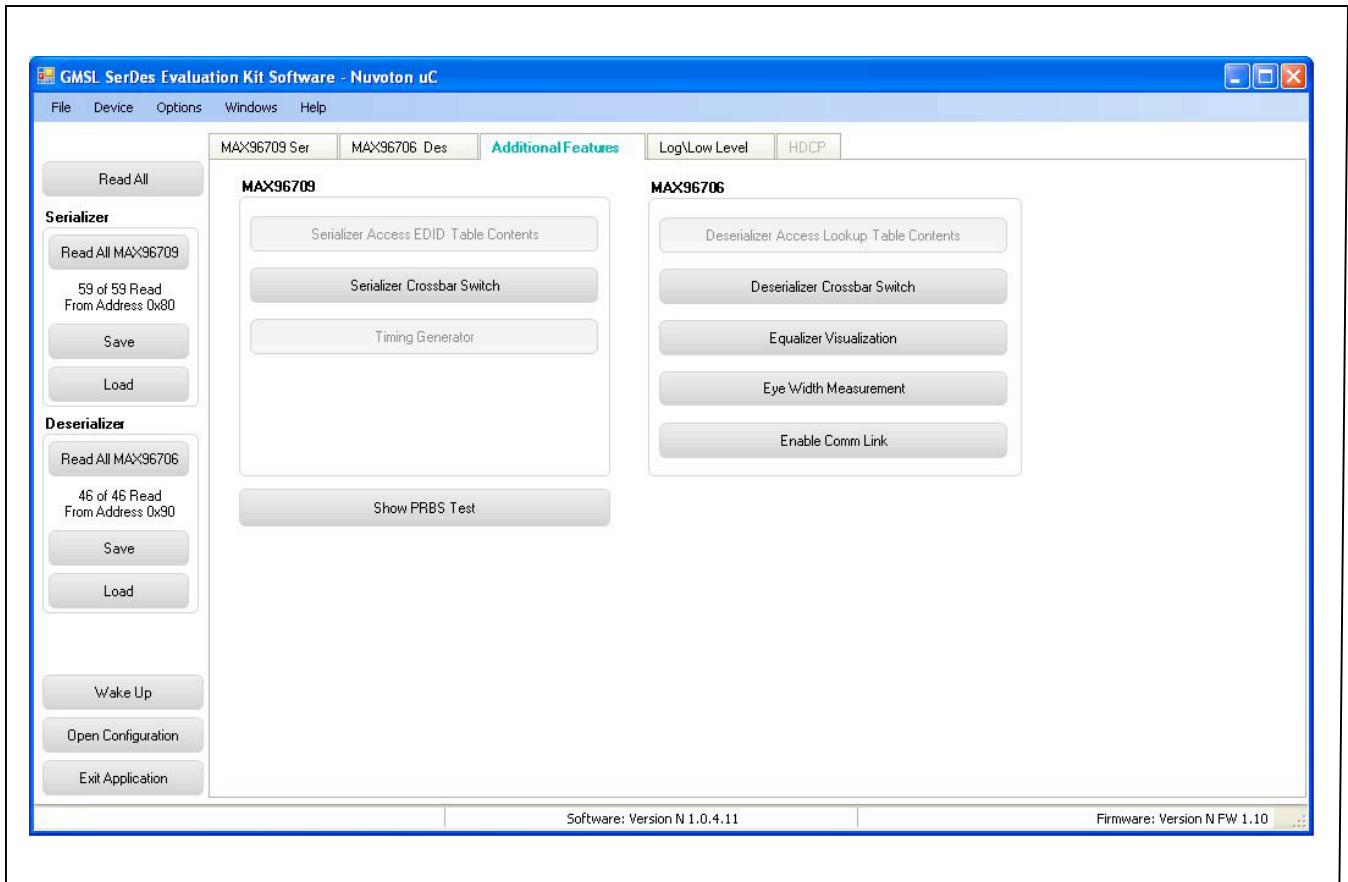 GMSL SerDes Evaluation Kit Software - Nuvoton uC
File Device Options Windows Help
MAX96709 Ser MAX96706 Des Additional Features Log\Low Level HDCP
Read All
Serializer
Read All MAX96709
59 of 59 Read
From Address 0x80
Save
Load
Deserializer
Read All MAX96706
46 of 46 Read
From Address 0x90
Save
Load
Wake Up
Open Configuration
Exit Application
MAX96709
Serializer Access EDID Table Contents
Serializer Crossbar Switch
Timing Generator
Show PRBS Test
MAX96706
Deserializer Access Lookup Table Contents
Deserializer Crossbar Switch
Equalizer Visualization
Eye Width Measurement
Enable Comm Link
Software: Version N 1.0.4.11
Firmware: Version N FW 1.10